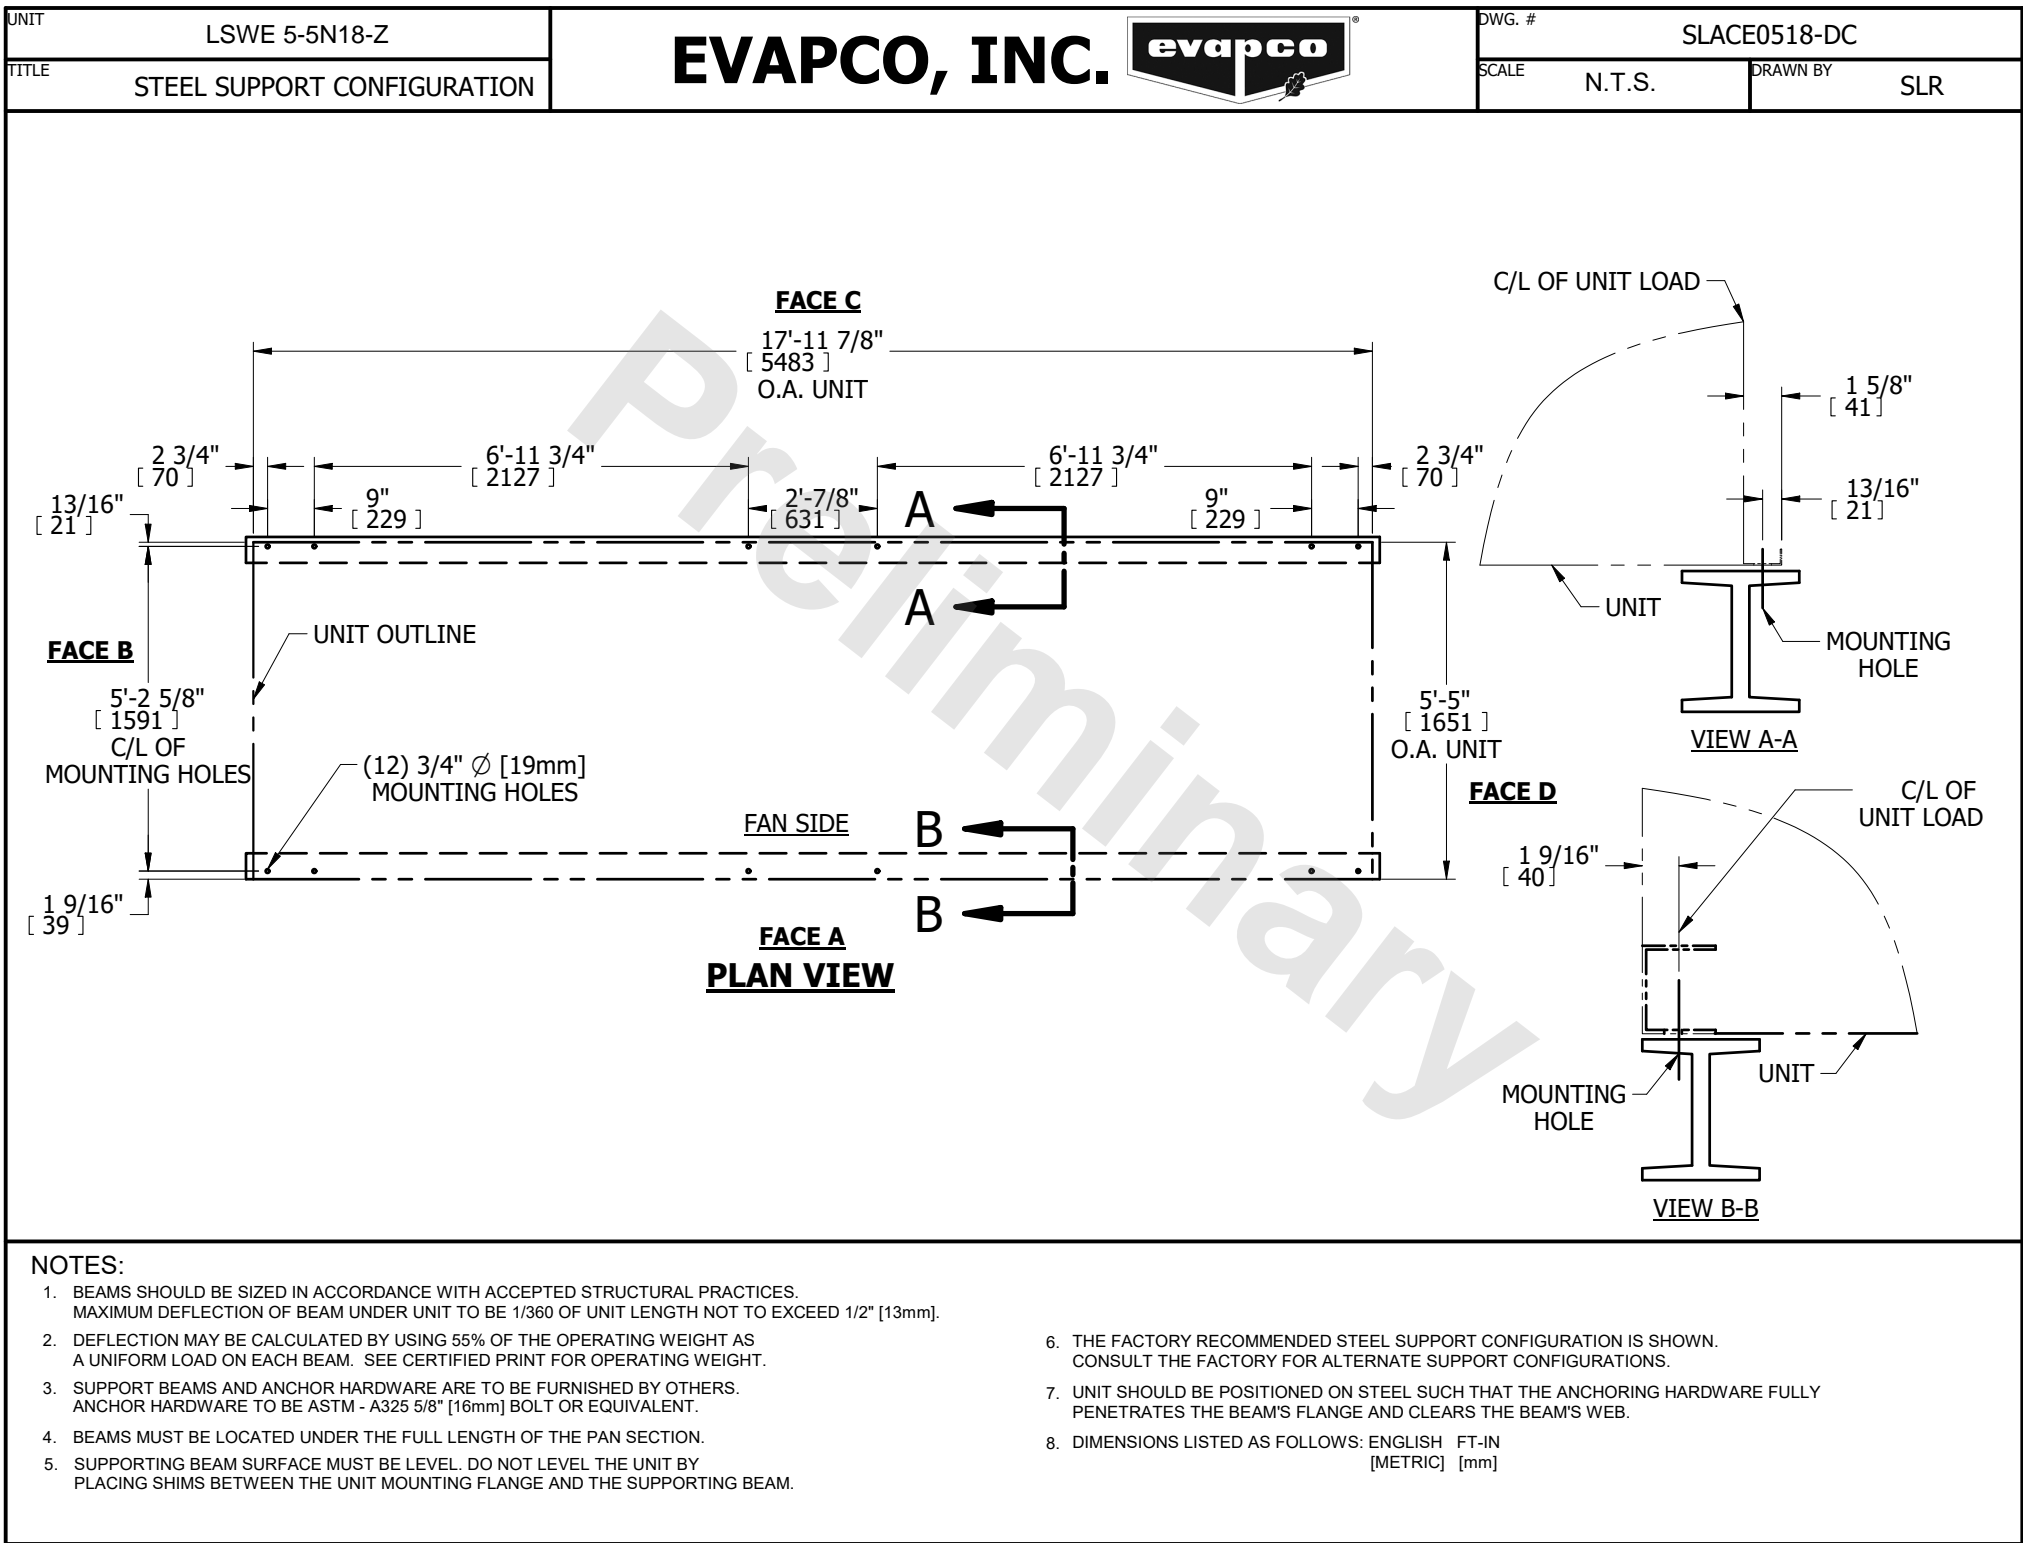 UNIT
LSWE 5-5N18-Z
TITLE
STEEL SUPPORT CONFIGURATION
EVAPCO, INC.
evapco
®
DWG. #
SLACE0518-DC
SCALE
N.T.S.
DRAWN BY
SLR
FACE C
17'-11 7/8"
[ 5483 ]
O.A. UNIT
2 3/4"
[ 70 ]
6'-11 3/4"
[ 2127 ]
6'-11 3/4"
[ 2127 ]
2 3/4"
[ 70 ]
13/16"
[ 21 ]
9"
[ 229 ]
2'-7/8"
[ 631 ]
9"
[ 229 ]
A
A
UNIT OUTLINE
FACE B
5'-2 5/8"
[ 1591 ]
C/L OF
MOUNTING HOLES
(12) 3/4" ∅ [19mm]
MOUNTING HOLES
5'-5"
[ 1651 ]
O.A. UNIT
FACE D
FAN SIDE
B
B
1 9/16"
[ 39 ]
FACE A
PLAN VIEW
C/L OF UNIT LOAD
1 5/8"
[ 41 ]
13/16"
[ 21 ]
UNIT
MOUNTING
HOLE
VIEW A-A
C/L OF
UNIT LOAD
1 9/16"
[ 40 ]
UNIT
MOUNTING
HOLE
VIEW B-B
Preliminary
NOTES:
1. BEAMS SHOULD BE SIZED IN ACCORDANCE WITH ACCEPTED STRUCTURAL PRACTICES.
MAXIMUM DEFLECTION OF BEAM UNDER UNIT TO BE 1/360 OF UNIT LENGTH NOT TO EXCEED 1/2" [13mm].
2. DEFLECTION MAY BE CALCULATED BY USING 55% OF THE OPERATING WEIGHT AS
A UNIFORM LOAD ON EACH BEAM. SEE CERTIFIED PRINT FOR OPERATING WEIGHT.
3. SUPPORT BEAMS AND ANCHOR HARDWARE ARE TO BE FURNISHED BY OTHERS.
ANCHOR HARDWARE TO BE ASTM - A325 5/8" [16mm] BOLT OR EQUIVALENT.
4. BEAMS MUST BE LOCATED UNDER THE FULL LENGTH OF THE PAN SECTION.
5. SUPPORTING BEAM SURFACE MUST BE LEVEL. DO NOT LEVEL THE UNIT BY
PLACING SHIMS BETWEEN THE UNIT MOUNTING FLANGE AND THE SUPPORTING BEAM.
6. THE FACTORY RECOMMENDED STEEL SUPPORT CONFIGURATION IS SHOWN.
CONSULT THE FACTORY FOR ALTERNATE SUPPORT CONFIGURATIONS.
7. UNIT SHOULD BE POSITIONED ON STEEL SUCH THAT THE ANCHORING HARDWARE FULLY
PENETRATES THE BEAM'S FLANGE AND CLEARS THE BEAM'S WEB.
8. DIMENSIONS LISTED AS FOLLOWS: ENGLISH FT-IN
[METRIC] [mm]